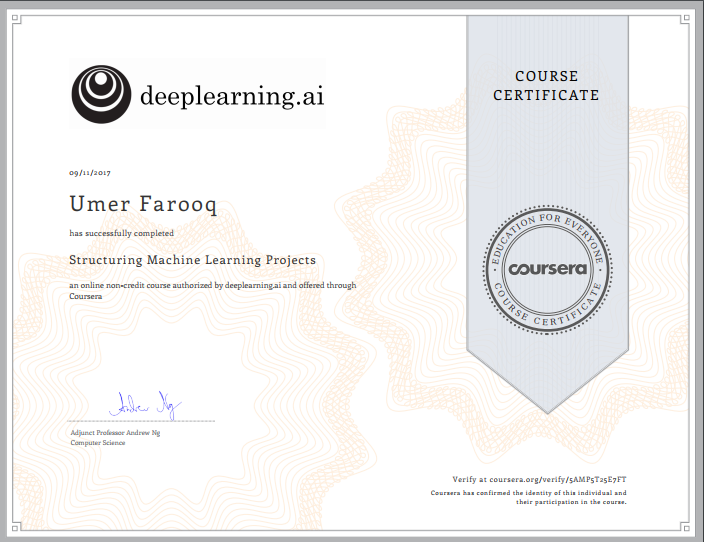 deeplearning.ai
COURSE
CERTIFICATE
09/11/2017
Umer Farooq
has successfully completed
Structuring Machine Learning Projects
an online non-credit course authorized by deeplearning.ai and offered through
Coursera
EDUCATION FOR EVERYONE
coursera
COURSE CERTIFICATE
Andrew Ng
Adjunct Professor Andrew Ng
Computer Science
Verify at coursera.org/verify/5AMP5T25E7FT
Coursera has confirmed the identity of this individual and
their participation in the course.